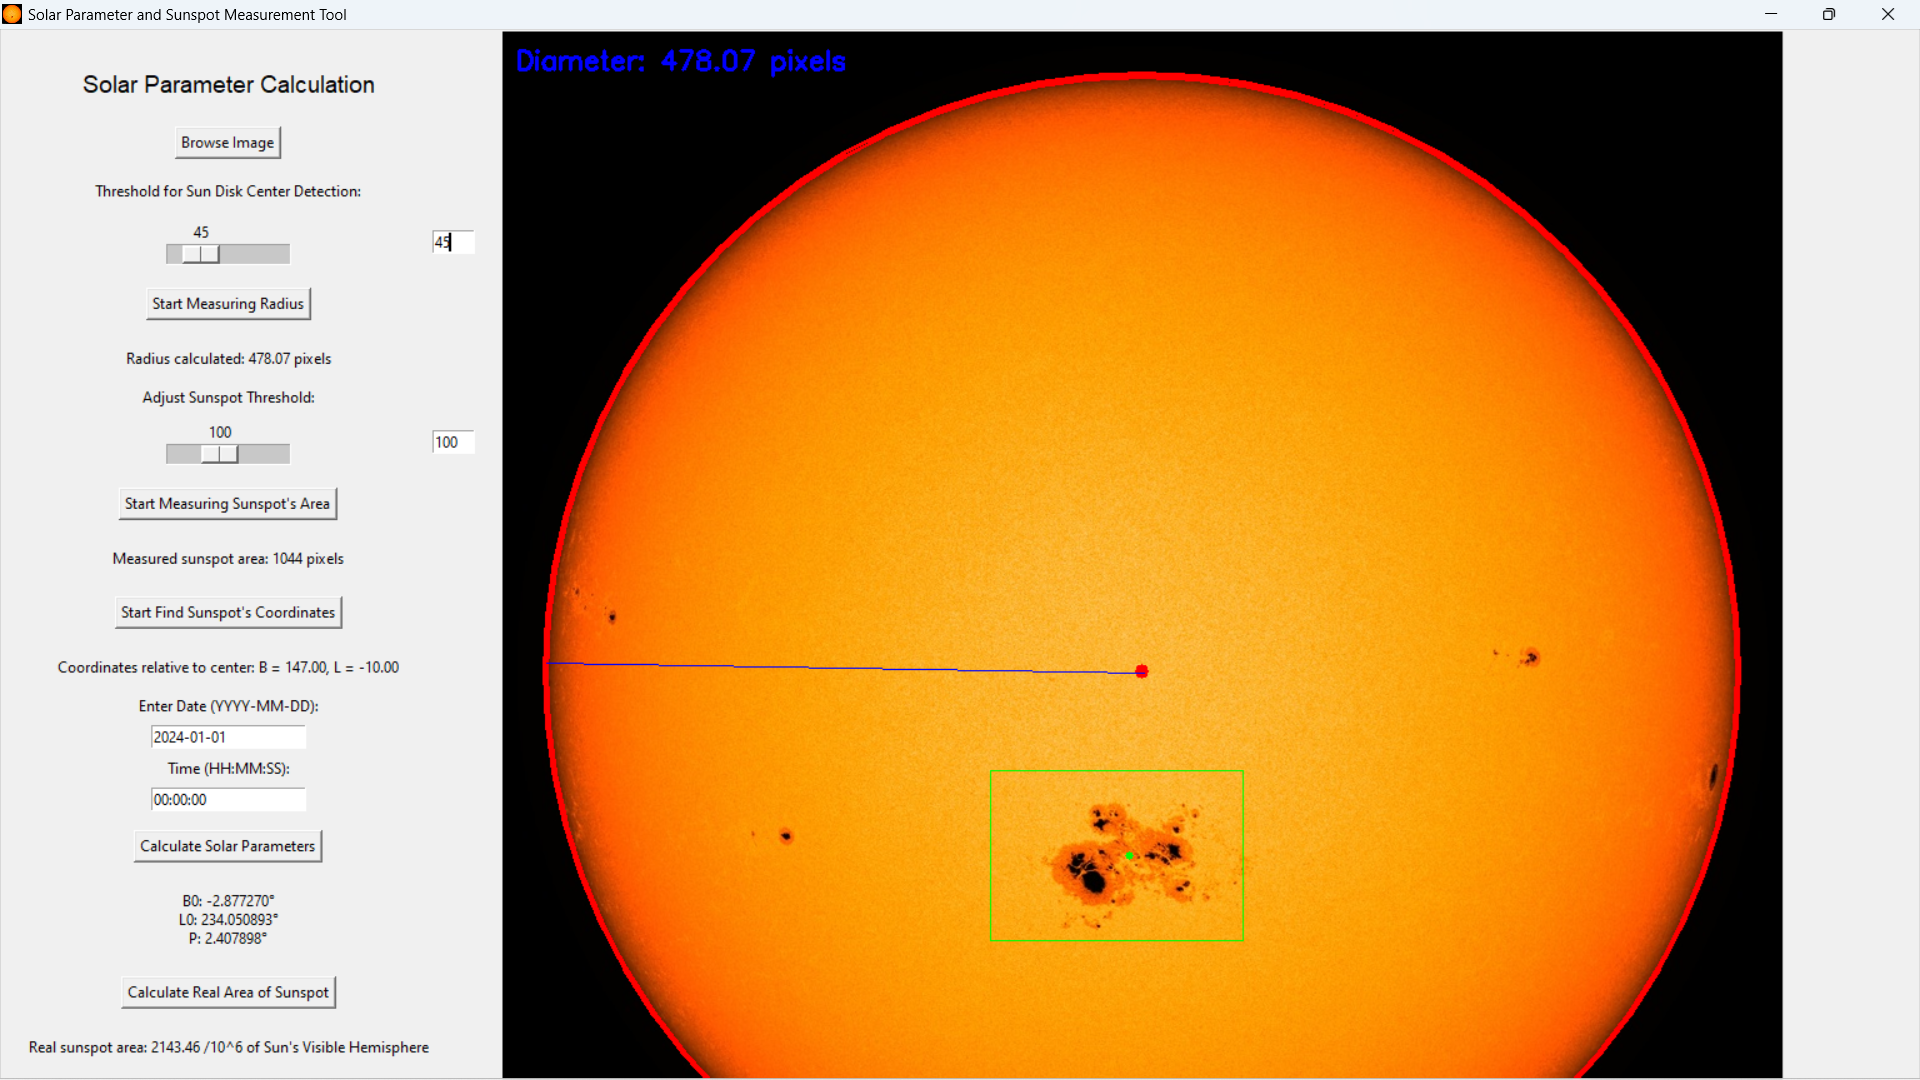 Solar Parameter and Sunspot Measurement Tool
Diameter: 478.07 pixels
Solar Parameter Calculation
Browse Image
Threshold for Sun Disk Center Detection:
45
45
Start Measuring Radius
Radius calculated: 478.07 pixels
Adjust Sunspot Threshold:
100
100
Start Measuring Sunspot's Area
Measured sunspot area: 1044 pixels
Start Find Sunspot's Coordinates
Coordinates relative to center: B = 147.00, L = -10.00
Enter Date (YYYY-MM-DD):
2024-01-01
Time (HH:MM:SS):
00:00:00
Calculate Solar Parameters
B0: -2.877270°
L0: 234.050893°
P: 2.407898°
Calculate Real Area of Sunspot
Real sunspot area: 2143.46 /10^6 of Sun's Visible Hemisphere